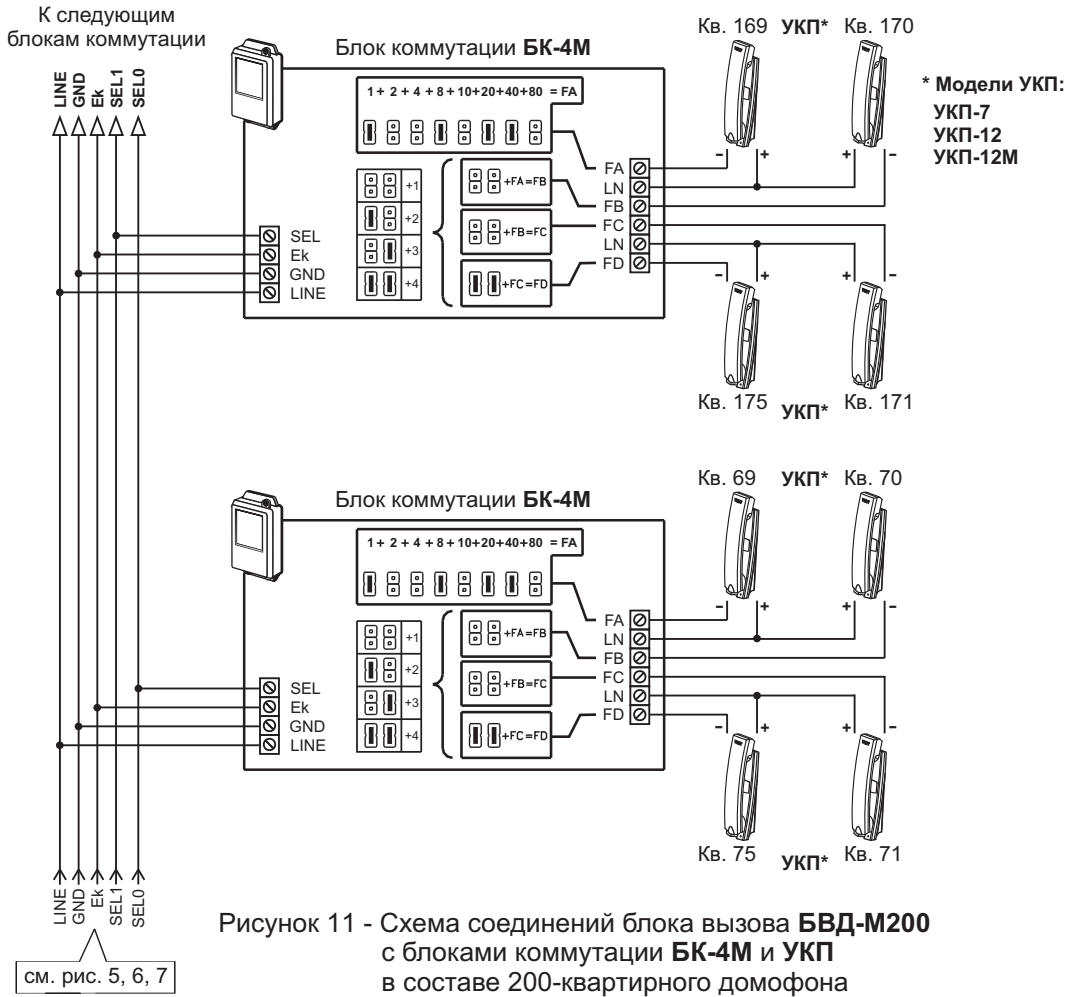 К следующим
блокам коммутации
LINE
GND
Ek
SEL1
SEL0
Блок коммутации БК-4М
1 + 2 + 4 + 8 + 10+20+40+80 = FA
+1
+2
+3
+4
+FA=FB
+FB=FC
+FC=FD
SEL
Ek
GND
LINE
FA
LN
FB
FC
LN
FD
Кв. 169 УКП* Кв. 170
- + + -
- + + -
Кв. 175 УКП* Кв. 171
* Модели УКП:
УКП-7
УКП-12
УКП-12М
Блок коммутации БК-4М
1 + 2 + 4 + 8 + 10+20+40+80 = FA
+1
+2
+3
+4
+FA=FB
+FB=FC
+FC=FD
SEL
Ek
GND
LINE
FA
LN
FB
FC
LN
FD
Кв. 69 УКП* Кв. 70
- + + -
- + + -
Кв. 75 УКП* Кв. 71
LINE
GND
Ek
SEL1
SEL0
см. рис. 5, 6, 7
Рисунок 11 - Схема соединений блока вызова БВД-М200
с блоками коммутации БК-4М и УКП
в составе 200-квартирного домофона